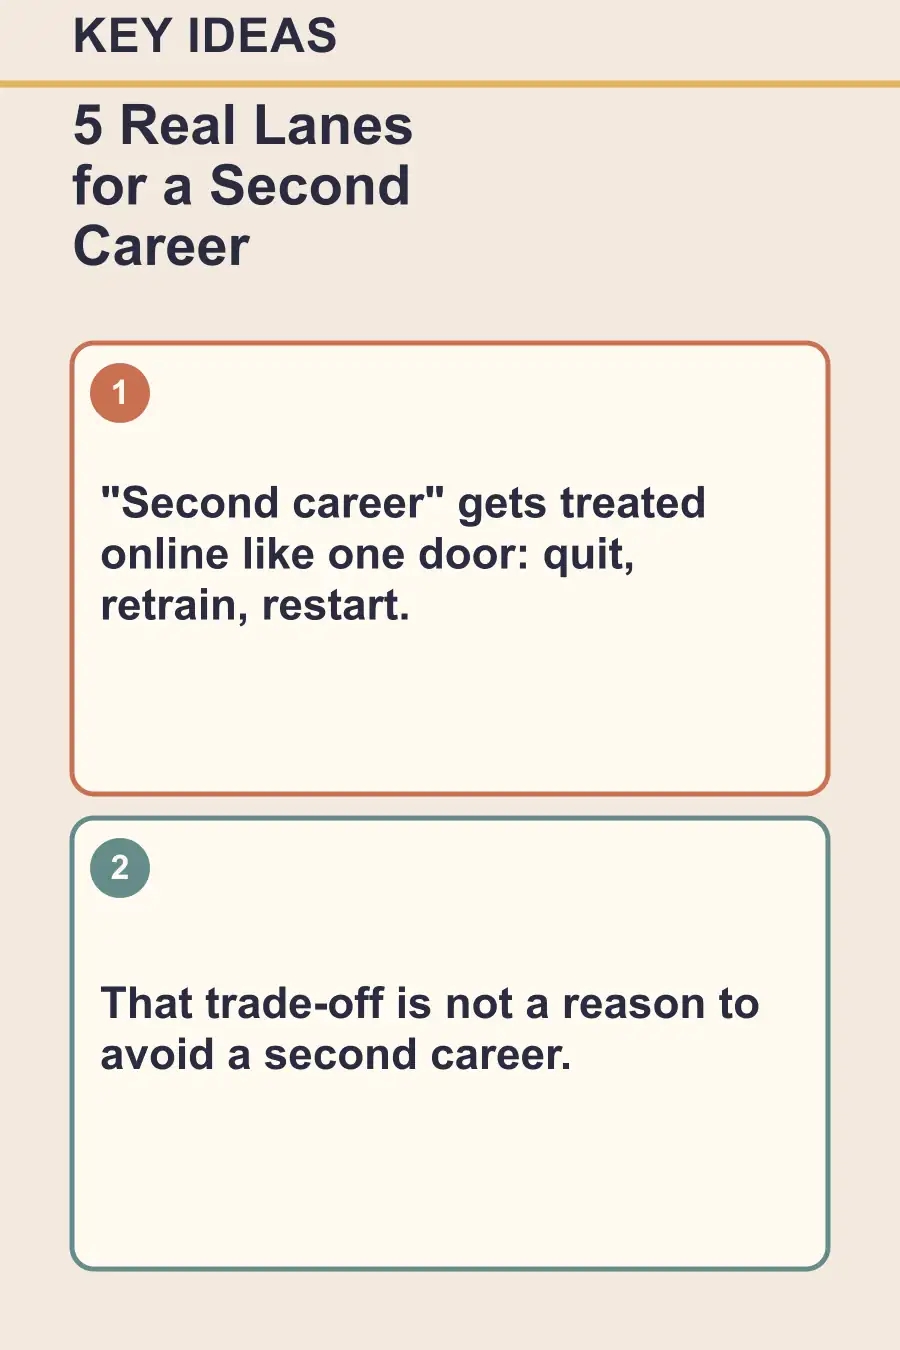 KEY IDEAS
5 Real Lanes
for a Second
Career
1
"Second career" gets treated
online like one door: quit,
retrain, restart.
2
That trade-off is not a reason to
avoid a second career.